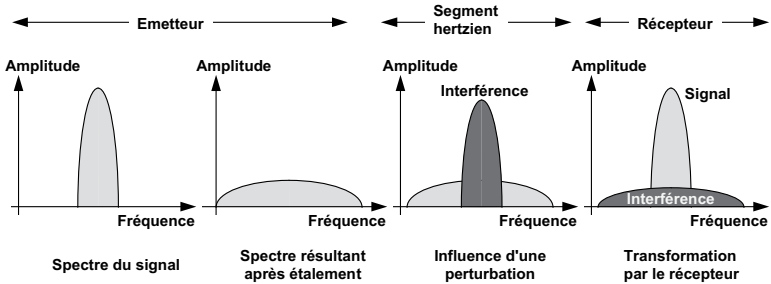 Emetteur
Segment
hertzien
Récepteur
Amplitude
Amplitude
Amplitude
Amplitude
Interférence
Signal
Interférence
Fréquence
Fréquence
Fréquence
Fréquence
Spectre du signal
Spectre résultant
après étalement
Influence d'une
perturbation
Transformation
par le récepteur